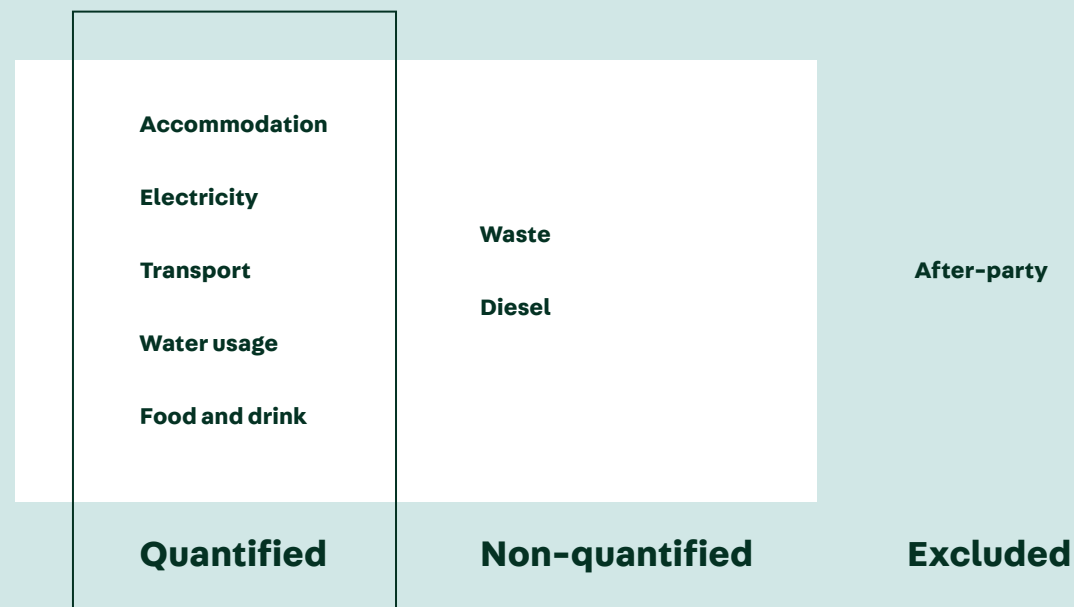 Accommodation
Electricity
Transport
Water usage
Food and drink
Quantified
Waste
Diesel
Non-quantified
After-party
Excluded